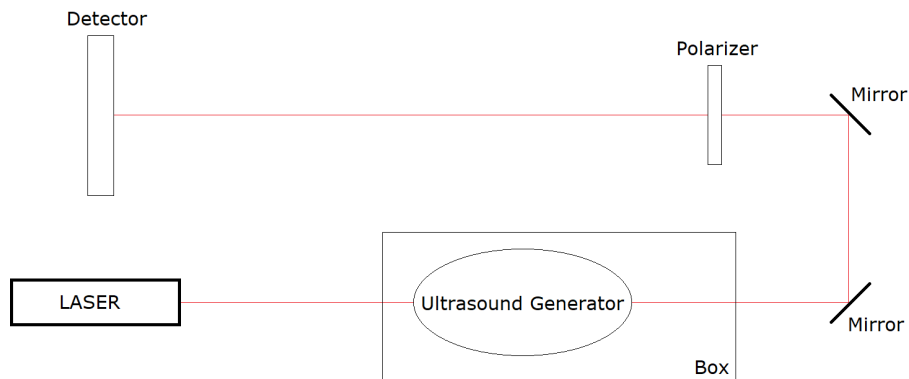 Detector
Polarizer
Mirror
LASER
Ultrasound Generator
Mirror
Box